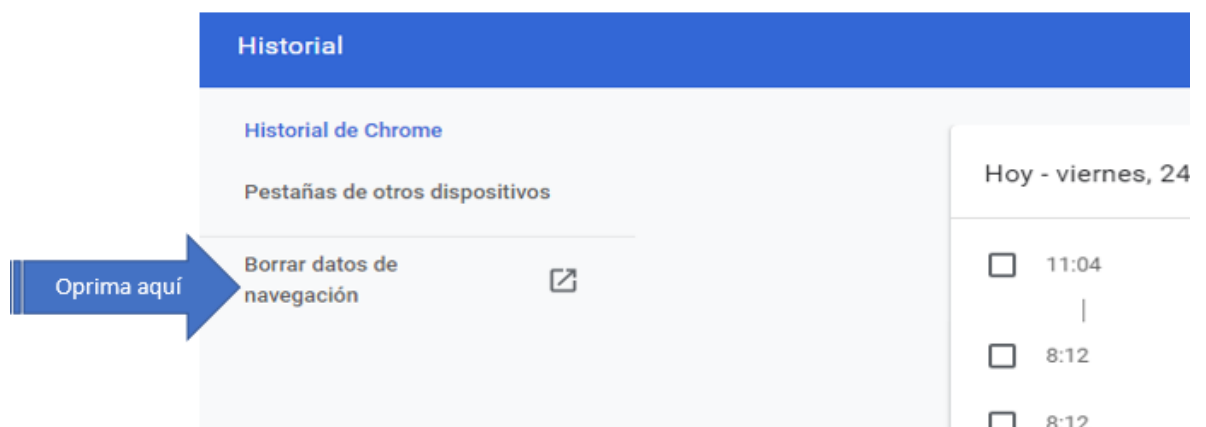 Historial
Historial de Chrome
Pestañas de otros dispositivos
Borrar datos de
navegación
Oprima aquí
Hoy - viernes, 24
11:04
8:12
8:12